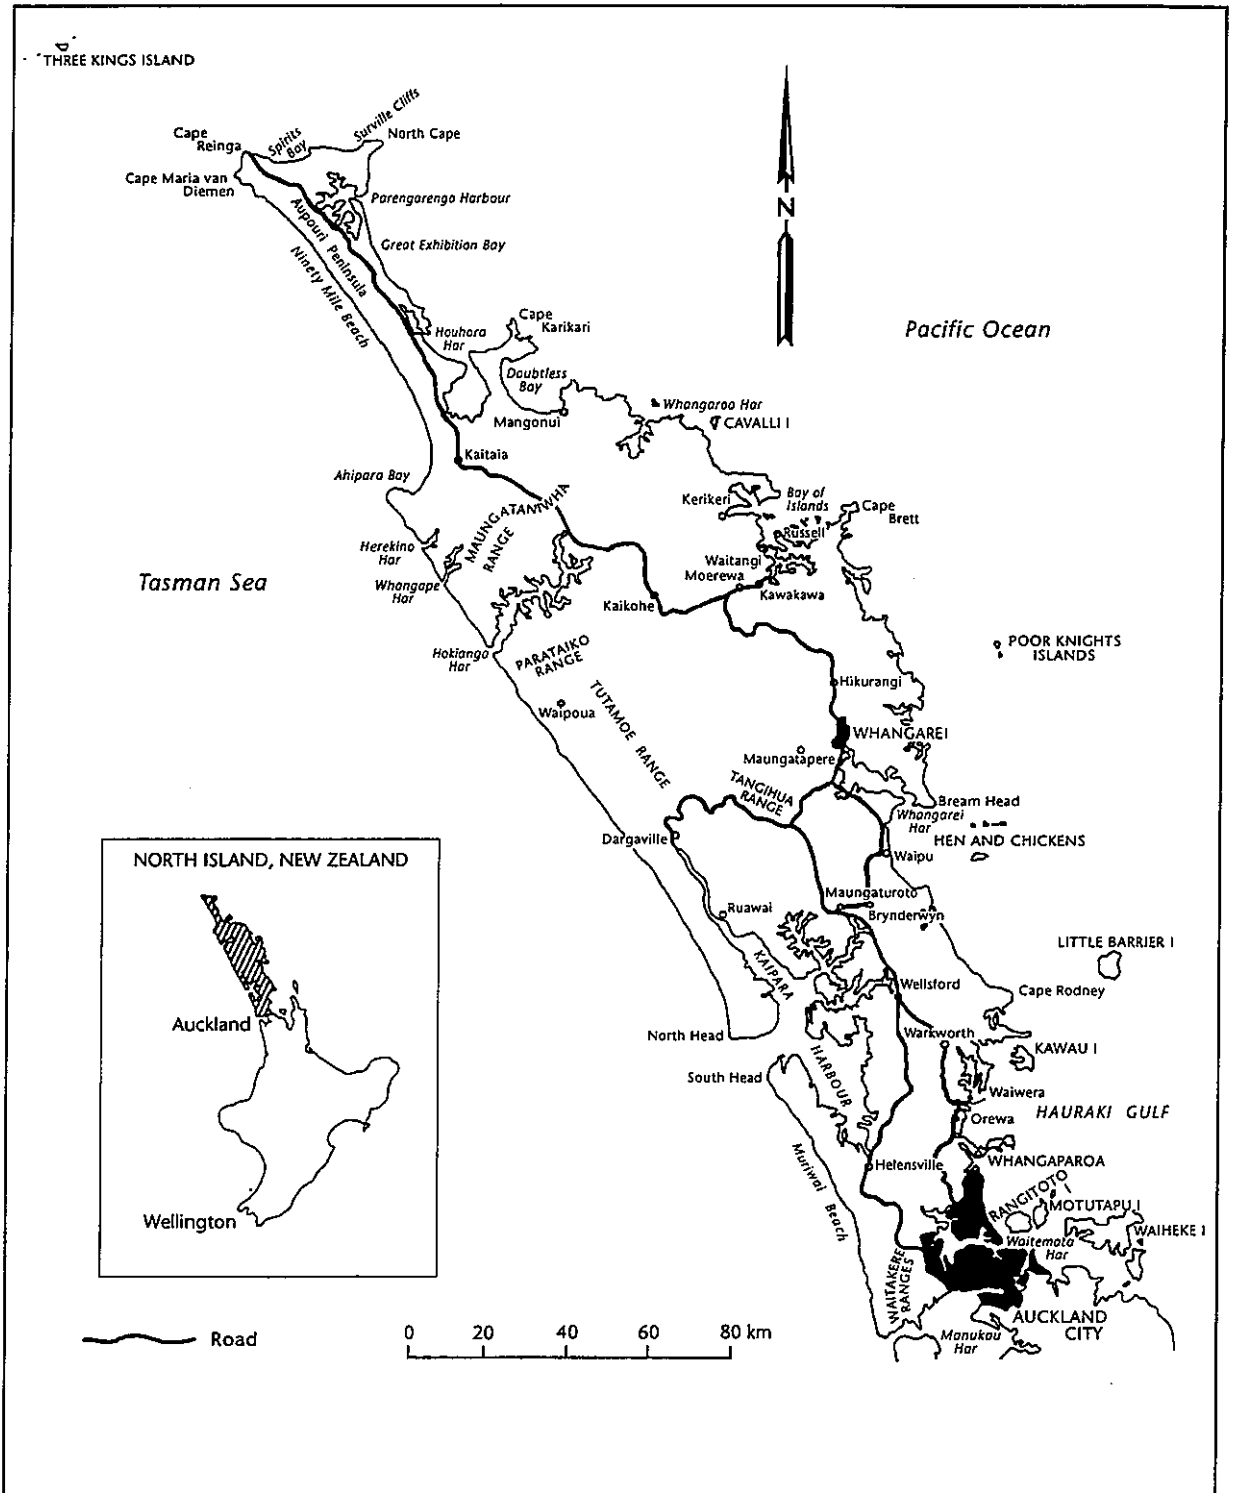 THREE KINGS ISLAND
Cape
Reinga
Spirits
Bay
Surville Cliffs
North Cape
Cape Maria van
Diemen
Parengarenga Harbour
Aupouri Peninsula
Great Exhibition Bay
Ninety Mile Beach
N
Houhora
Har
Cape
Karikari
Pacific Ocean
Doubtless
Bay
Mangonui
Whangaroa Har
CAVALLI I
Kaitaia
Ahipara Bay
MAUNGATANIWHA
RANGE
Kerikeri
Bay of
Islands
Cape
Brett
Russell
Herekino
Har
Waitangi
Tasman Sea
Whangape
Har
Moerewa
Kawakawa
Kaikohe
Hokianga
Har
PARATAIKO
RANGE
POOR KNIGHTS
ISLANDS
Hikurangi
TUTAMOE RANGE
Waipoua
WHANGAREI
Maungatapere
TANGIHUA
RANGE
Bream Head
Whangarei
Har
HEN AND CHICKENS
Dargaville
Waipu
NORTH ISLAND, NEW ZEALAND
Maungaturoto
Ruawai
Brynderwyn
LITTLE BARRIER I
KAIPARA
Wellsford
Cape Rodney
Auckland
North Head
Warkworth
KAWAU I
South Head
HARBOUR
Waiwera
HAURAKI GULF
Orewa
Muriwai Beach
Helensville
WHANGAPAROA
RANGITOTO I
MOTUTAPU I
Wellington
WAIHEKE I
Waitemata
Har
WAITAKERE
RANGES
AUCKLAND
CITY
Manukau
Har
Road
0 20 40 60 80 km